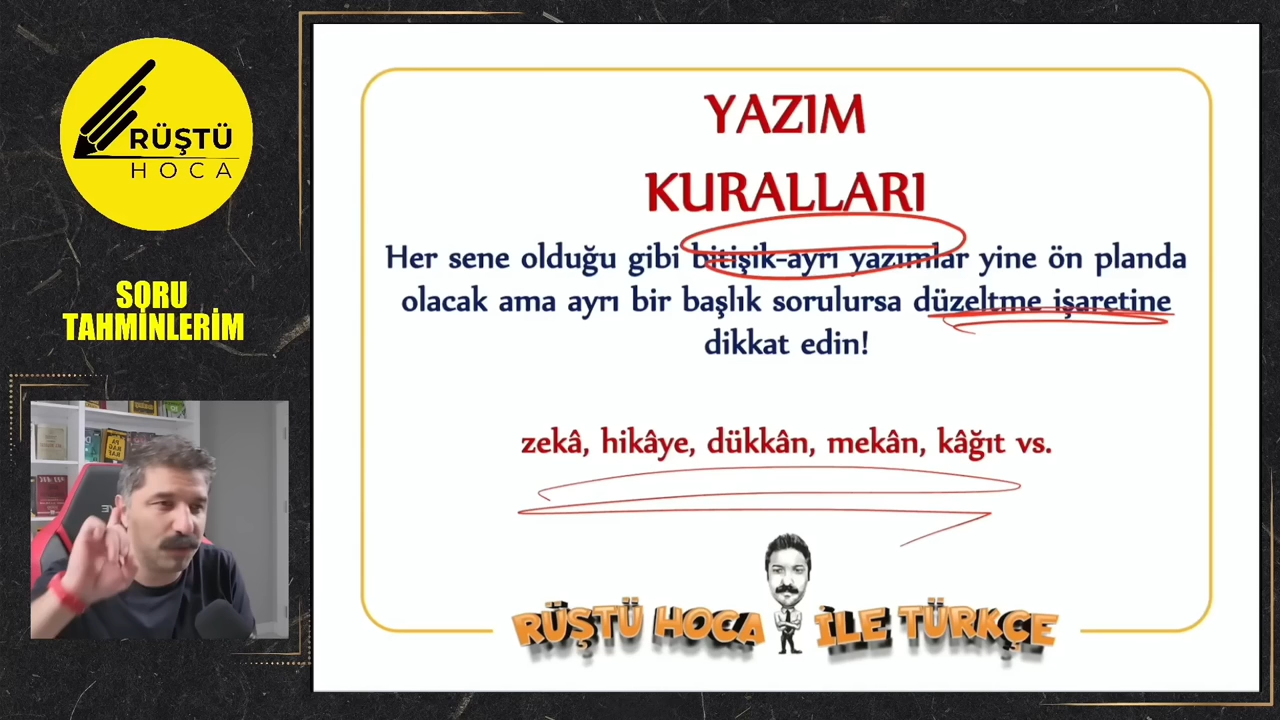 RÜŞTÜ
HOCA
SORU
TAHMİNLERİM
YAZIM
KURALLARI
Her sene olduğu gibi bitişik-ayrı yazımlar yine ön planda
olacak ama ayrı bir başlık sorulursa düzeltme işaretine
dikkat edin!
zekâ, hikâye, dükkân, mekân, kâğıt vs.
RÜŞTÜ HOCA İLE TÜRKÇE